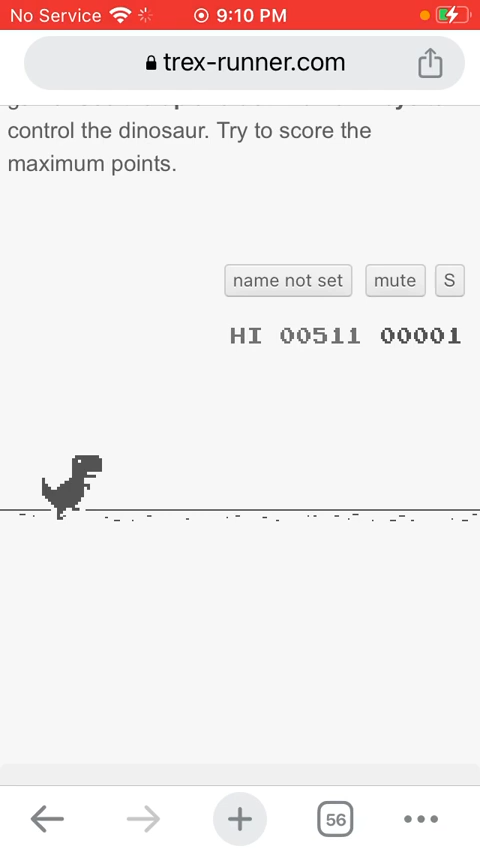 No Service 9:10 PM
trex-runner.com
control the dinosaur. Try to score the
maximum points.
name not set mute S
HI 00511 00001
56